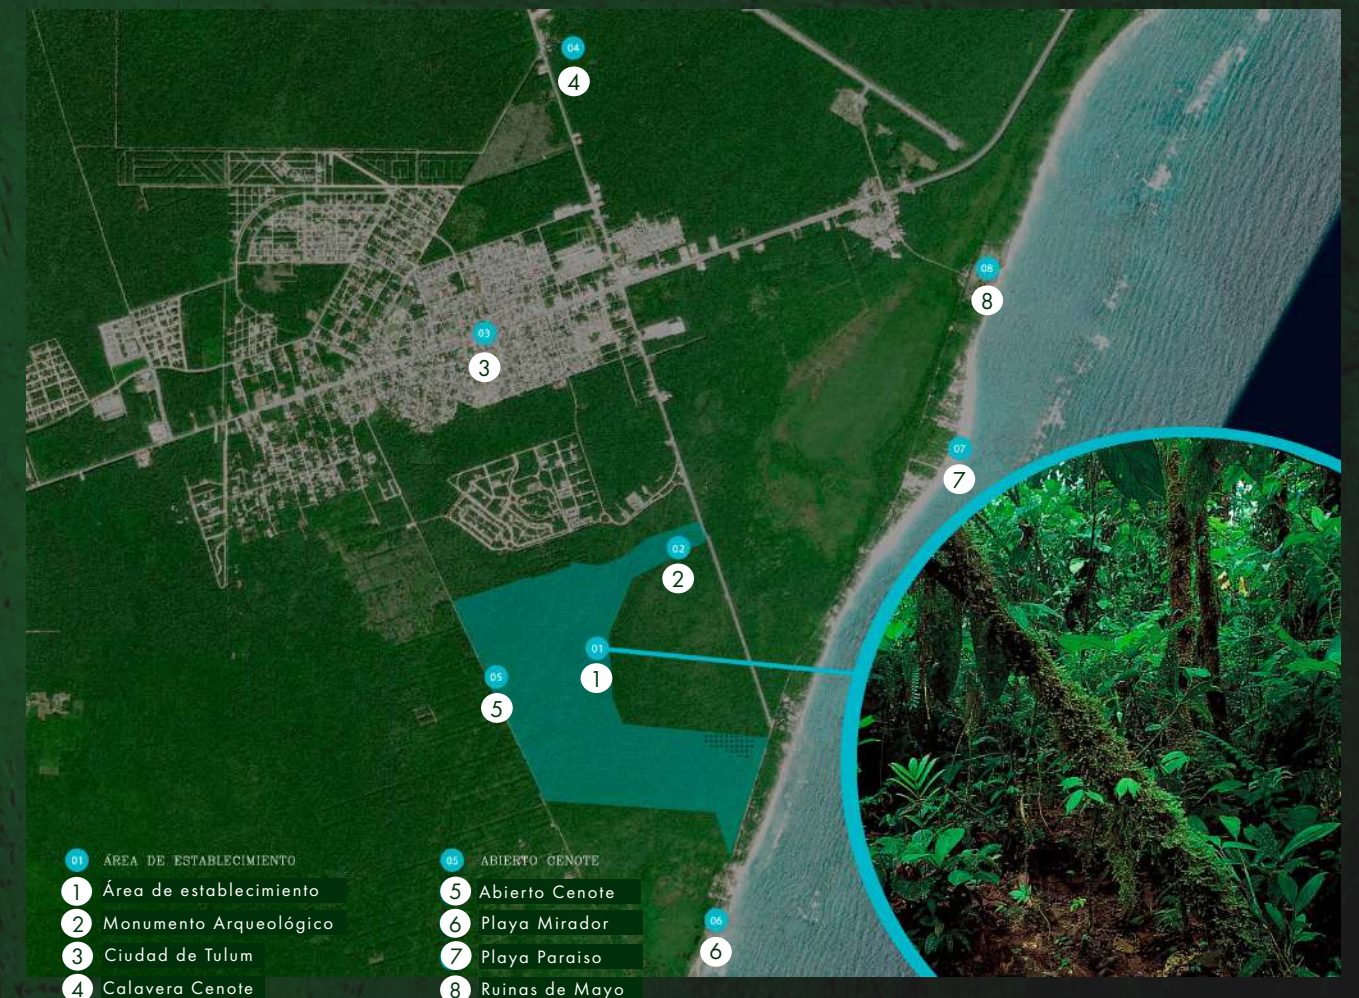 04
4
08
8
03
3
07
7
02
2
01
1
05
5
06
6
01 ÁREA DE ESTABLECIMIENTO
1 Área de establecimiento
2 Monumento Arqueológico
3 Ciudad de Tulum
4 Calavera Cenote
05 ABIERTO CENOTE
5 Abierto Cenote
6 Playa Mirador
7 Playa Paraiso
8 Ruinas de Mayo